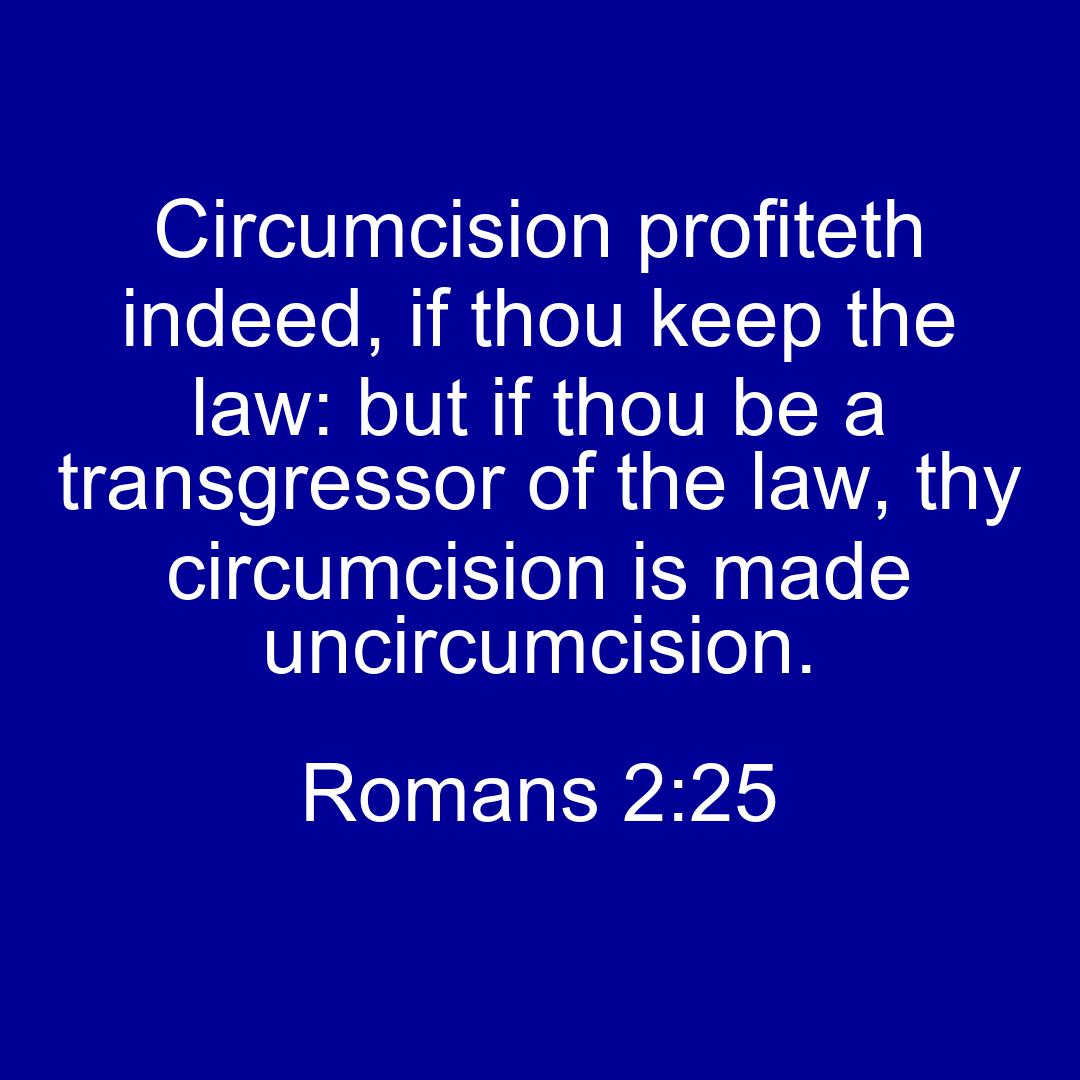 Circumcision profiteth
indeed, if thou keep the
law: but if thou be a
transgressor of the law, thy
circumcision is made
uncircumcision.
Romans 2:25